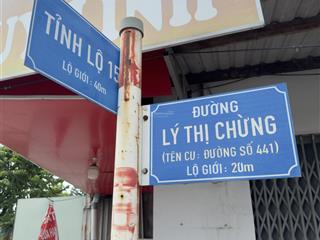 TỈNH LỘ 15
LỘ GIỚI : 40m
ĐƯỜNG
LÝ THỊ CHỪNG
(TÊN CŨ : ĐƯỜNG SỐ 441)
LỘ GIỚI : 20m